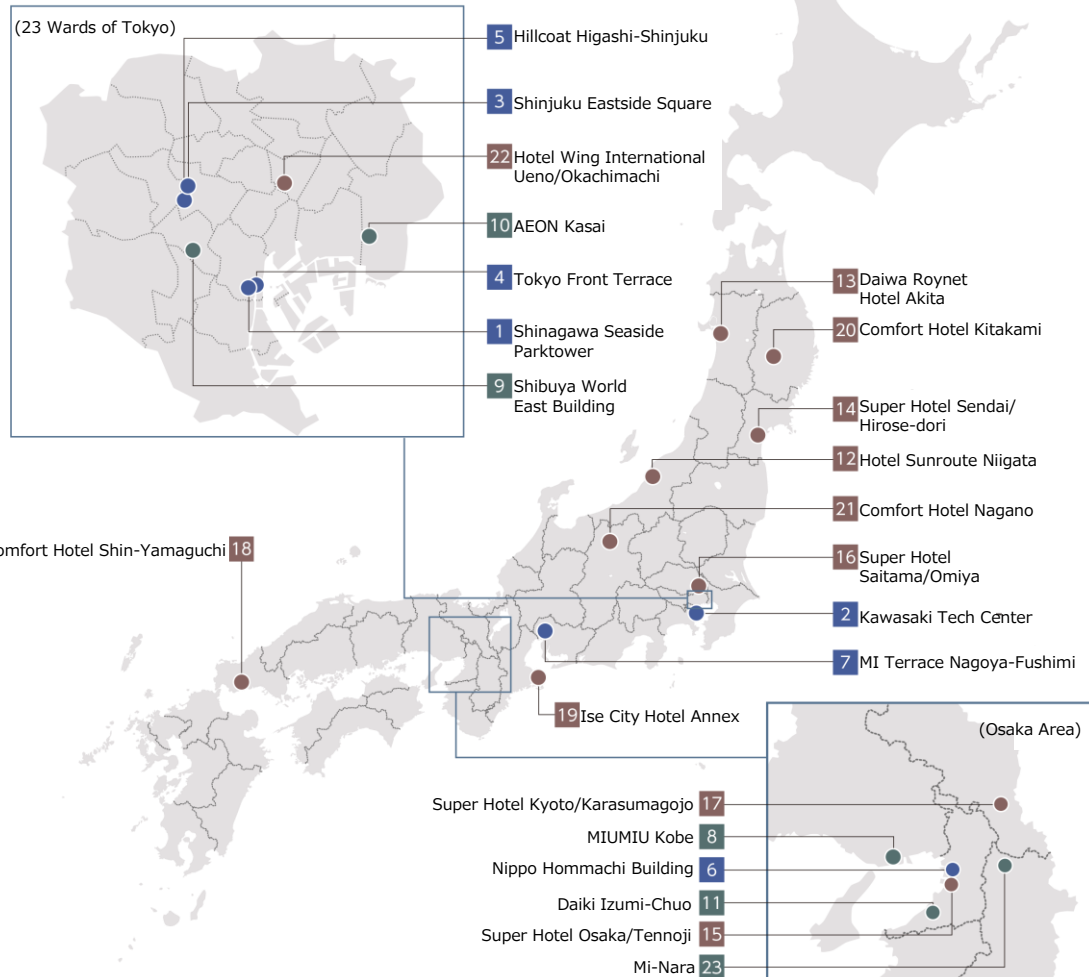 (23 Wards of Tokyo)
5 Hillcoat Higashi-Shinjuku
3 Shinjuku Eastside Square
22 Hotel Wing International
Ueno/Okachimachi
10 AEON Kasai
4 Tokyo Front Terrace
1 Shinagawa Seaside
Parktower
9 Shibuya World
East Building
13 Daiwa Roynet
Hotel Akita
20 Comfort Hotel Kitakami
14 Super Hotel Sendai/
Hirose-dori
12 Hotel Sunroute Niigata
21 Comfort Hotel Nagano
16 Super Hotel
Saitama/Omiya
2 Kawasaki Tech Center
7 MI Terrace Nagoya-Fushimi
omfort Hotel Shin-Yamaguchi 18
19 Ise City Hotel Annex
(Osaka Area)
Super Hotel Kyoto/Karasumagojo 17
MIUMIU Kobe 8
Nippo Hommachi Building 6
Daiki Izumi-Chuo 11
Super Hotel Osaka/Tennoji 15
Mi-Nara 23